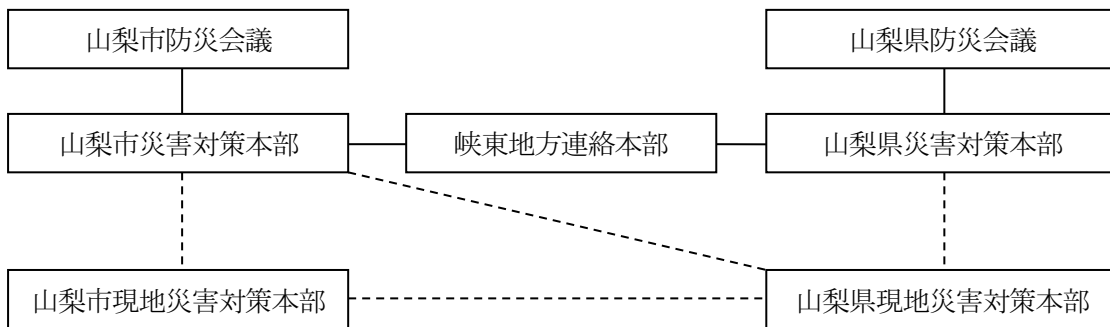 山梨市防災会議
山梨県防災会議
山梨市災害対策本部
峡東地方連絡本部
山梨県災害対策本部
山梨市現地災害対策本部
山梨県現地災害対策本部